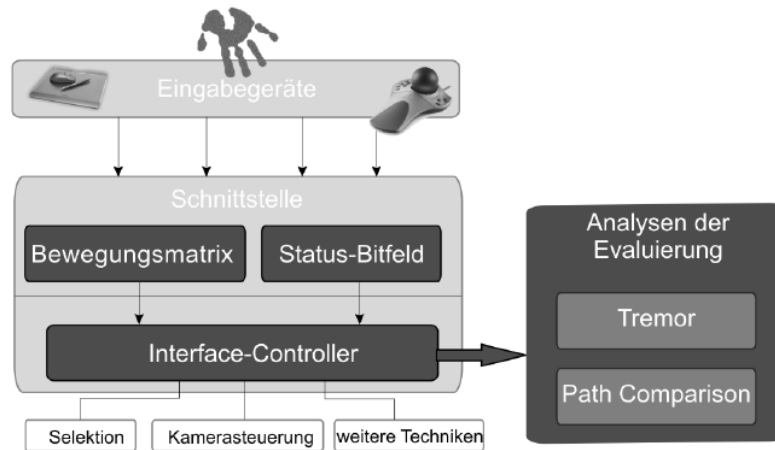 Eingabegeräte
Schnittstelle
Bewegungsmatrix
Status-Bitfeld
Interface-Controller
Selektion
Kamerasteuerung
weitere Techniken
Analysen der
Evaluierung
Tremor
Path Comparison